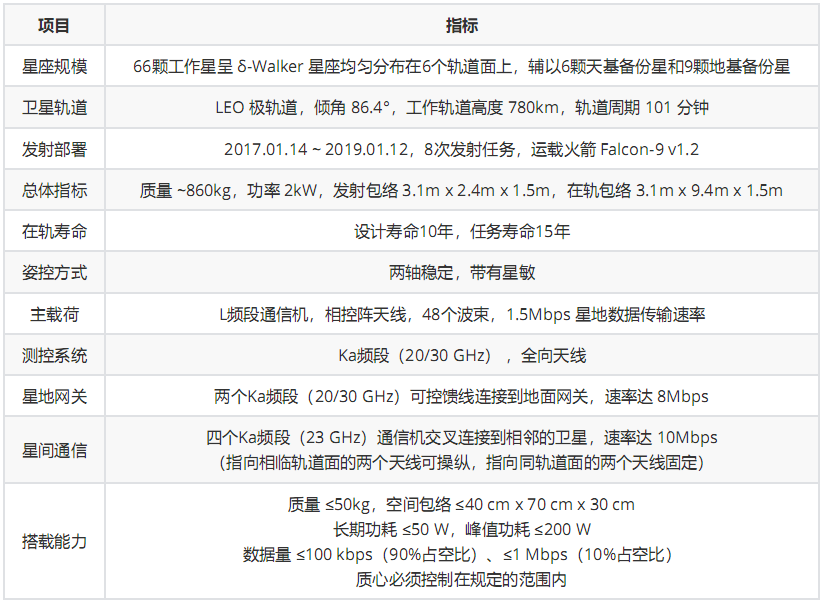 项目 指标
星座规模 66颗工作星呈 δ-Walker 星座均匀分布在6个轨道面上，辅以6颗天基备份星和9颗地基备份星
卫星轨道 LEO 极轨道，倾角 86.4°，工作轨道高度 780km，轨道周期 101 分钟
发射部署 2017.01.14 ~ 2019.01.12，8次发射任务，运载火箭 Falcon-9 v1.2
总体指标 质量 ~860kg，功率 2kW，发射包络 3.1m x 2.4m x 1.5m，在轨包络 3.1m x 9.4m x 1.5m
在轨寿命 设计寿命10年，任务寿命15年
姿控方式 两轴稳定，带有星敏
主载荷 L频段通信机，相控阵天线，48个波束，1.5Mbps 星地数据传输速率
测控系统 Ka频段（20/30 GHz），全向天线
星地网关 两个Ka频段（20/30 GHz）可控馈线连接到地面网关，速率达 8Mbps
星间通信 四个Ka频段（23 GHz）通信机交叉连接到相邻的卫星，速率达 10Mbps
（指向相临轨道面的两个天线可操纵，指向同轨道面的两个天线固定）
搭载能力 质量 ≤50kg，空间包络 ≤40 cm x 70 cm x 30 cm
长期功耗 ≤50 W，峰值功耗 ≤200 W
数据量 ≤100 kbps（90%占空比）、≤1 Mbps（10%占空比）
质心必须控制在规定的范围内